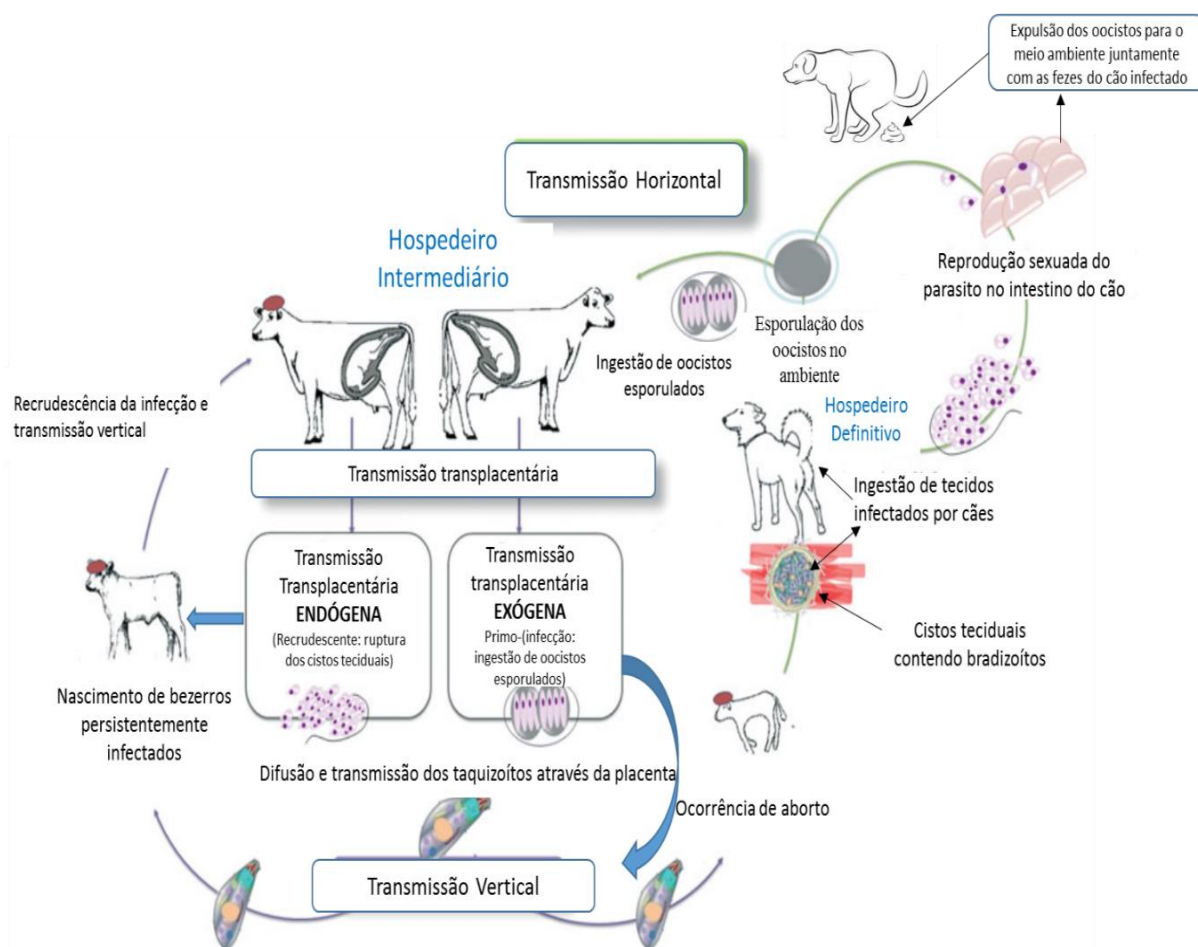 Expulsão dos oocistos para o
meio ambiente juntamente
com as fezes do cão infectado
Transmissão Horizontal
Hospedeiro
Intermediário
Reprodução sexuada do
parasito no intestino do cão
Esporulação dos
oocistos no
ambiente
Ingestão de oocistos
esporulados
Hospedeiro
Definitivo
Recrudescência da infecção e
transmissão vertical
Transmissão transplacentária
Ingestão de tecidos
infectados por cães
Transmissão
Transplacentária
ENDÓGENA
(Recrudescente: ruptura
dos cistos teciduais)
Transmissão
transplacentária
EXÓGENA
Primo-(infecção:
ingestão de oocistos
esporulados)
Cistos teciduais
contendo bradizoítos
Nascimento de bezerros
persistentemente
infectados
Difusão e transmissão dos taquizoítos através da placenta
Ocorrência de aborto
Transmissão Vertical